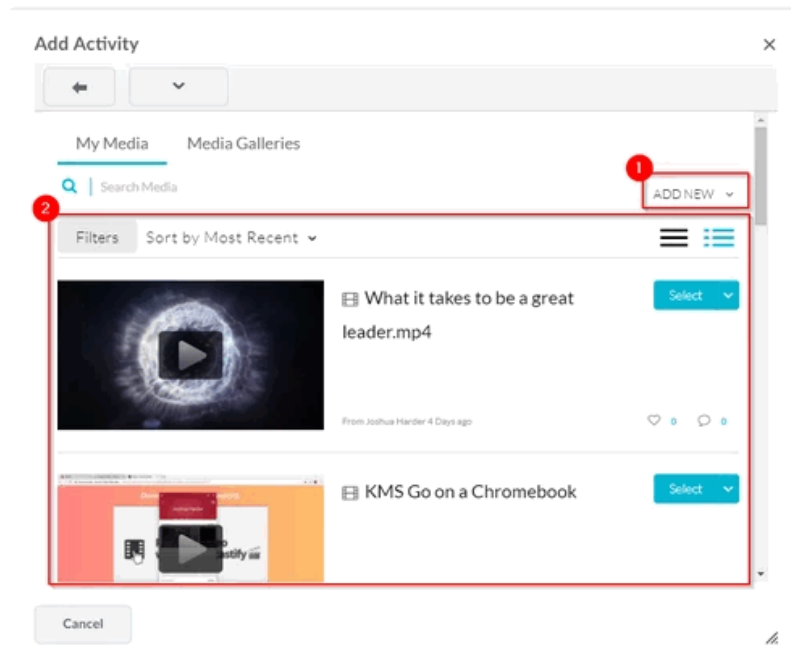 Add Activity
My Media Media Galleries
Search Media
1
ADD NEW
2
Filters Sort by Most Recent
What it takes to be a great
leader.mp4
Select
From Joshua Harder 4 Days ago
0 0
KMS Go on a Chromebook
Select
Cancel